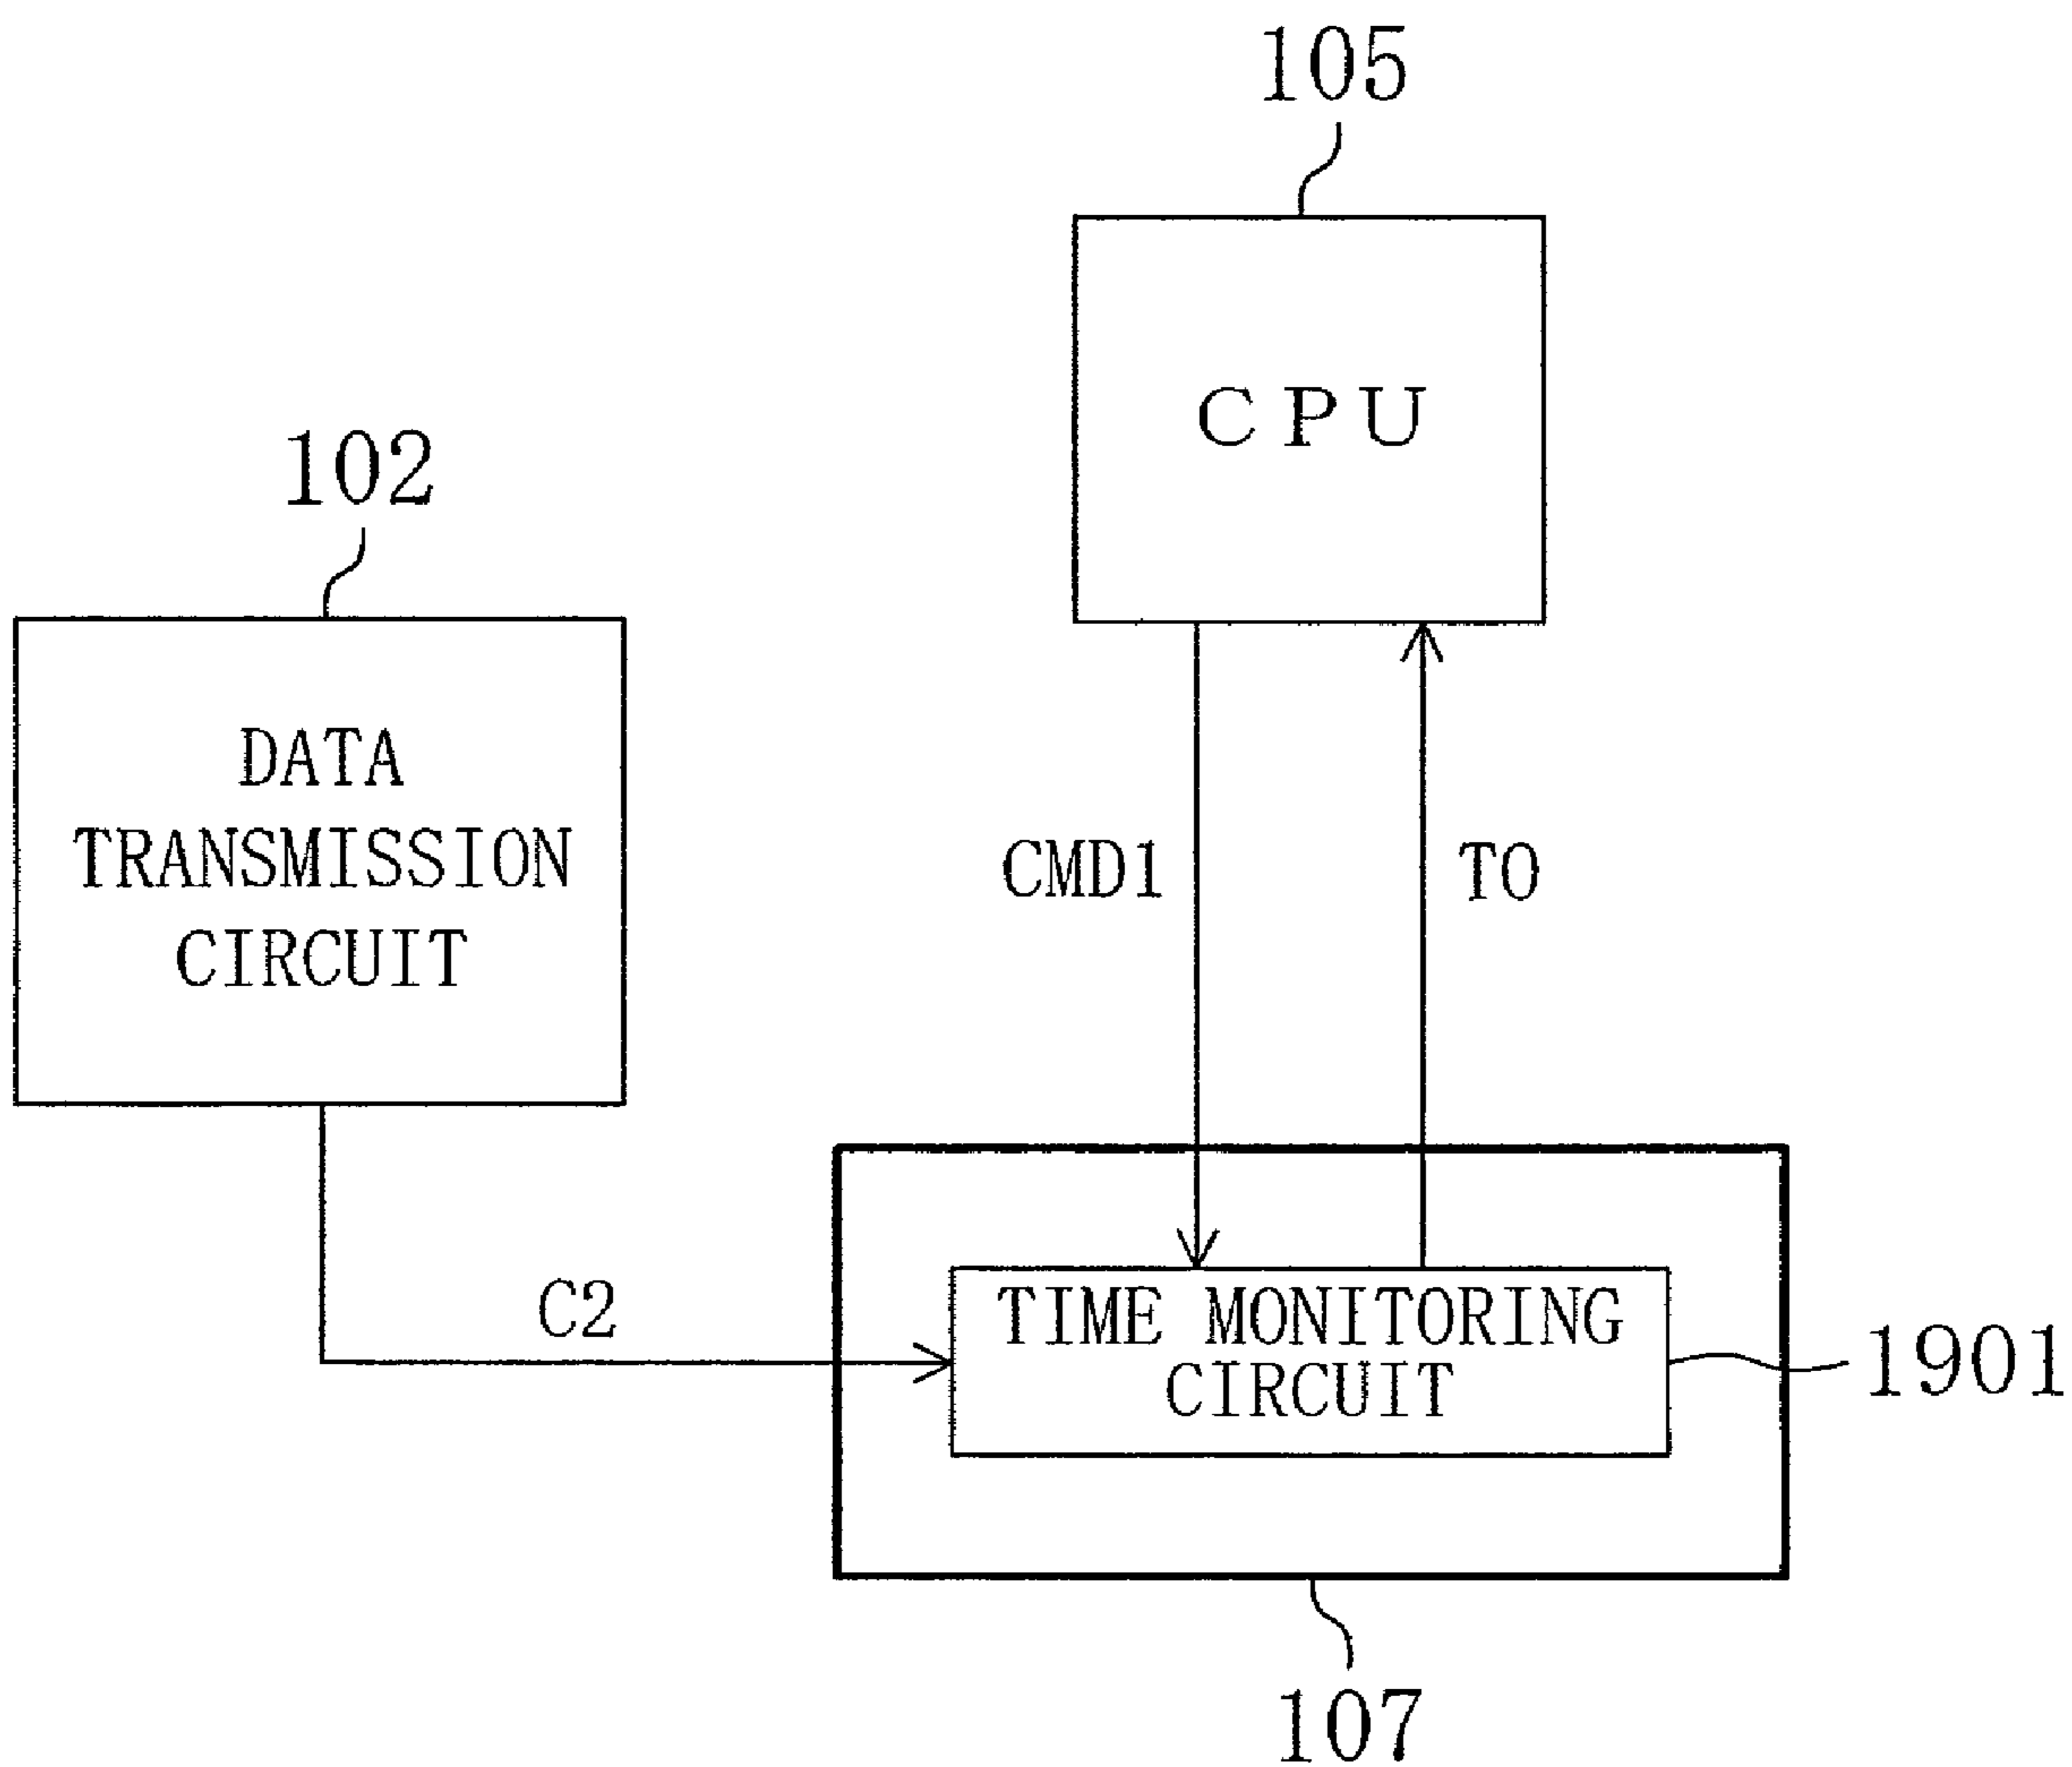 105
CPU
102
DATA
TRANSMISSION
CIRCUIT
CMD1
TO
C2
TIME MONITORING
CIRCUIT
1901
107